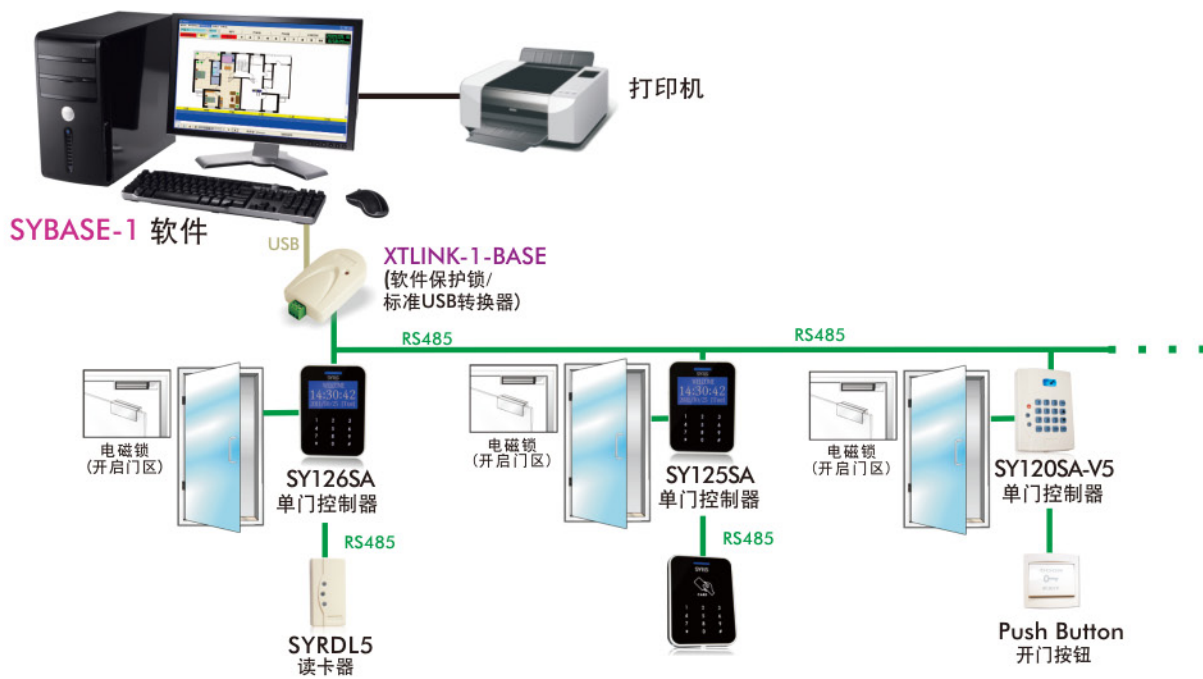 打印机
SYBASE-1 软件
USB
XTLINK-1-BASE
(软件保护锁/
标准USB转换器)
RS485
RS485
电磁锁
(开启门区)
14:30:42
SY126SA
单门控制器
电磁锁
(开启门区)
14:30:42
SY125SA
单门控制器
电磁锁
(开启门区)
SY120SA-V5
单门控制器
RS485
SYRDL5
读卡器
RS485
SYRIS
Push Button
开门按钮